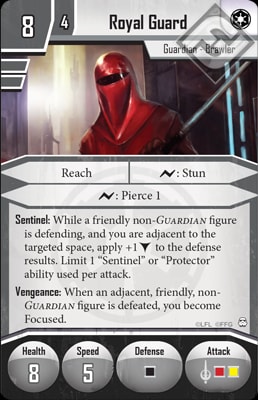 8 4 Royal Guard
Guardian - Brawler
Reach : Stun
: Pierce 1
Sentinel: While a friendly non-GUARDIAN figure
is defending, and you are adjacent to the
targeted space, apply +1 to the defense
results. Limit 1 “Sentinel” or “Protector”
ability used per attack.
Vengeance: When an adjacent, friendly, non-
GUARDIAN figure is defeated, you become
Focused.
©LFL ©FFG
Health Speed Defense Attack
8 5